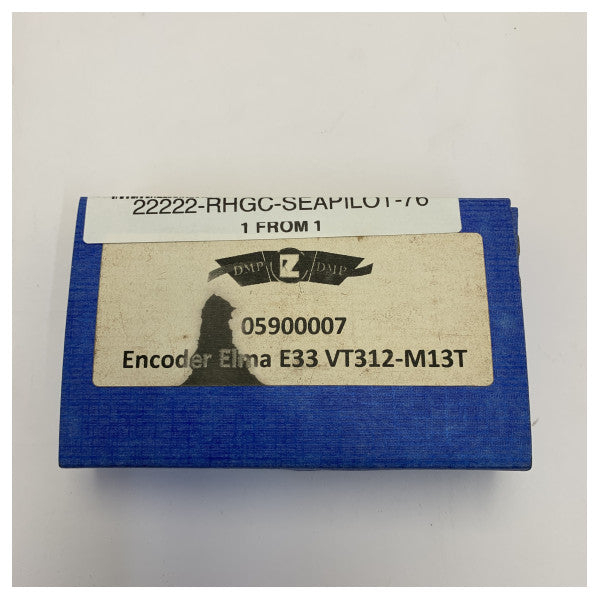 22222-RHGC-SEAPILOT-76
1 FROM 1
DMP Z DMP
05900007
Encoder Elma E33 VT312-M13T